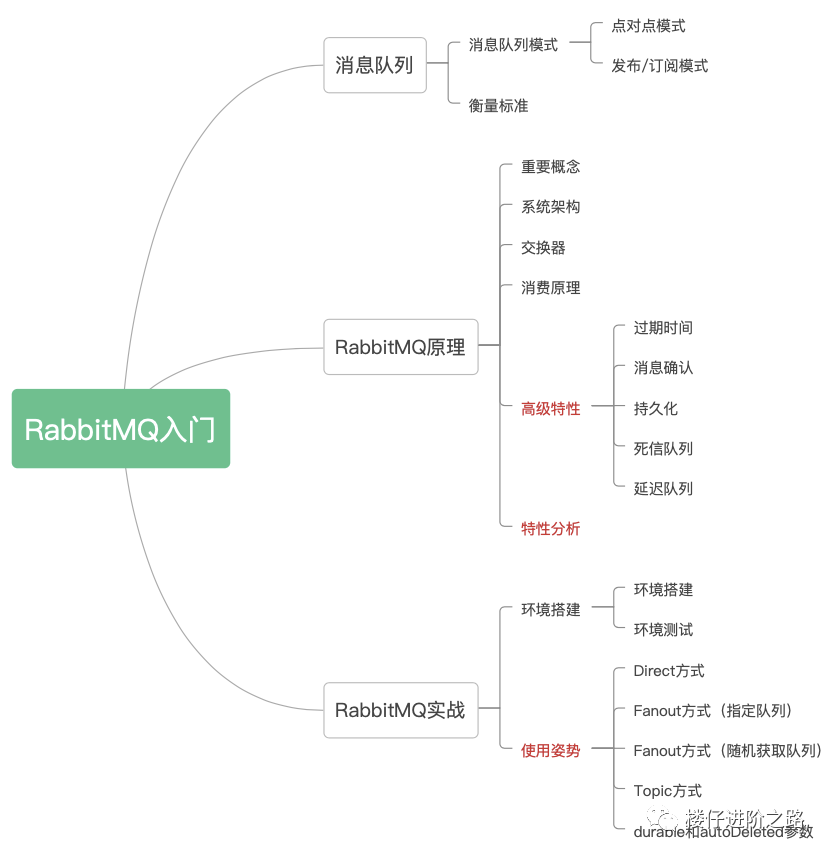 RabbitMQ入门
消息队列
消息队列模式
点对点模式
发布/订阅模式
衡量标准
RabbitMQ原理
重要概念
系统架构
交换器
消费原理
高级特性
过期时间
消息确认
持久化
死信队列
延迟队列
特性分析
RabbitMQ实战
环境搭建
环境搭建
环境测试
使用姿势
Direct方式
Fanout方式（指定队列）
Fanout方式（随机获取队列）
Topic方式
durable和autoDeleted参数
楼仔进阶之路